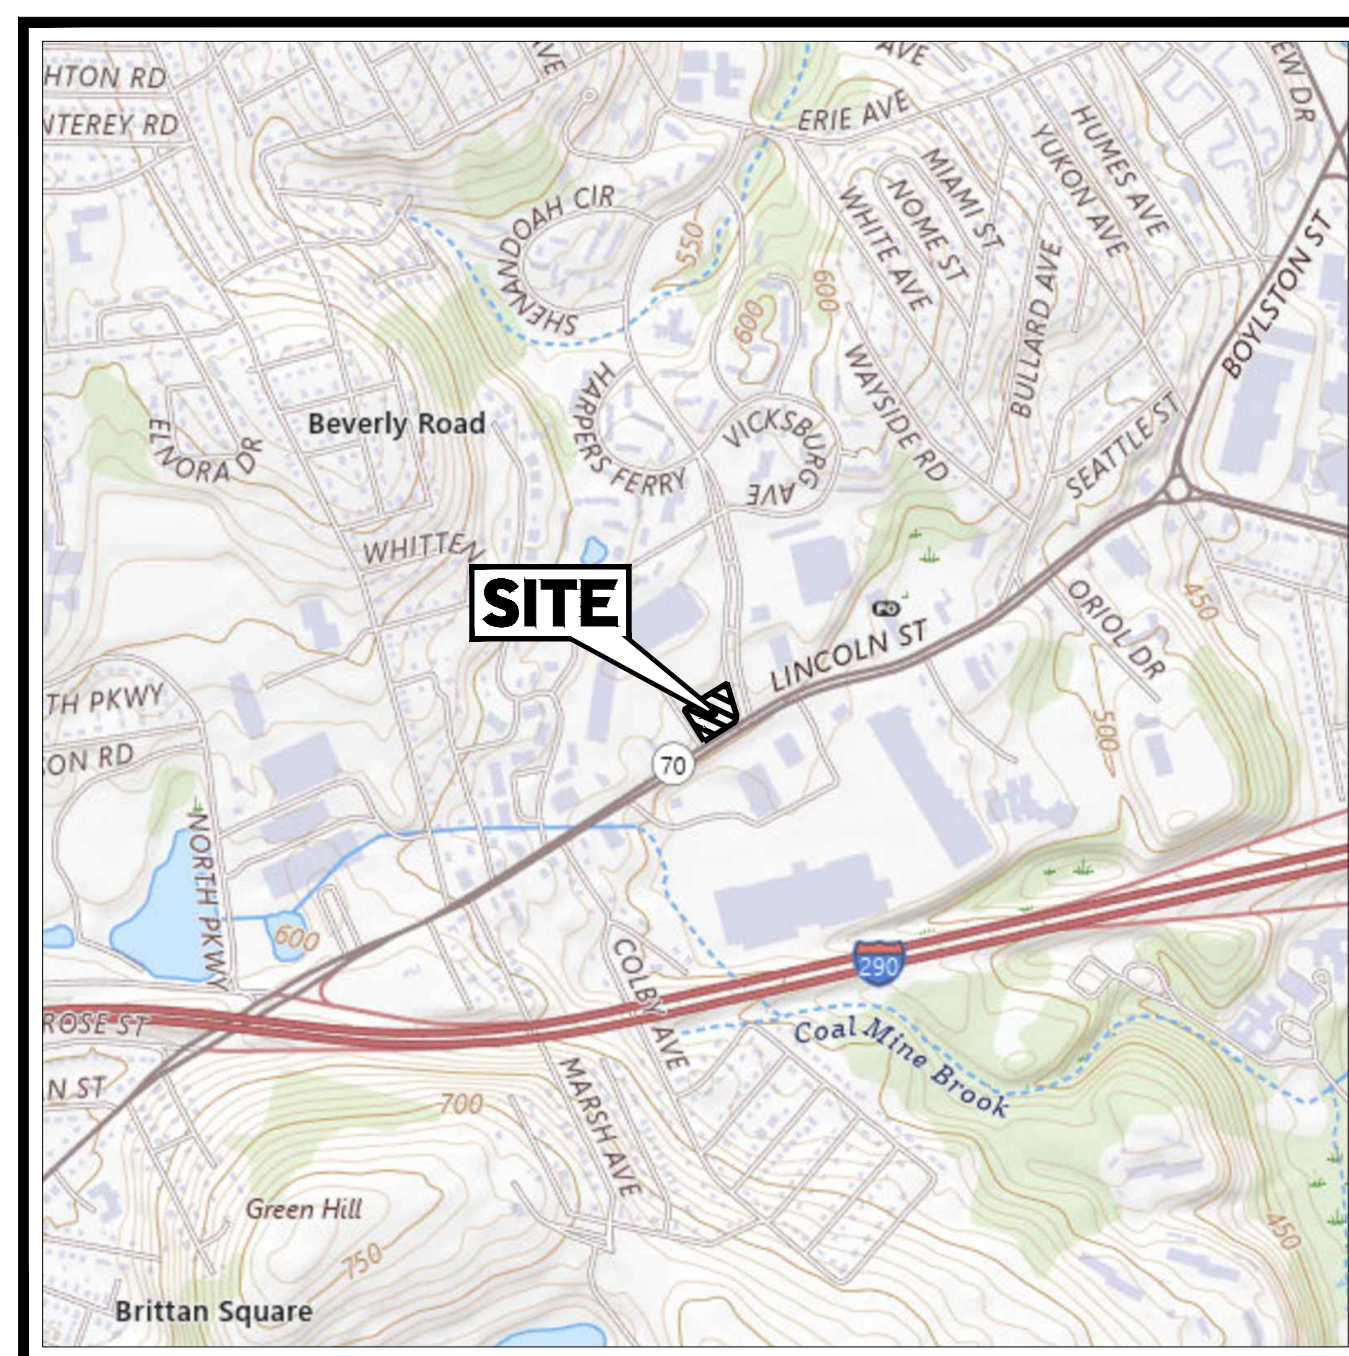 AVE
AVE
EW DR
HTON RD
NTEREY RD
ERIE AVE
HUMES AVE
YUKON AVE
MIAMI ST
NOME ST
WHITE AVE
SHENANDOAH CIR
550
600
600
BULLARD AVE
BOYLSTON ST
WAYSIDE RD
HARPERS FERRY
VICKSBURG AVE
SEATTLE ST
Beverly Road
ELNORA DR
WHITTEN
SITE
PO
ORIOL DR
450
LINCOLN ST
TH PKWY
SON RD
500
70
NORTH PKWY
600
COLBY AVE
290
ROSE ST
Coal Mine Brook
N ST
700
MARSH AVE
Green Hill
750
450
Brittan Square